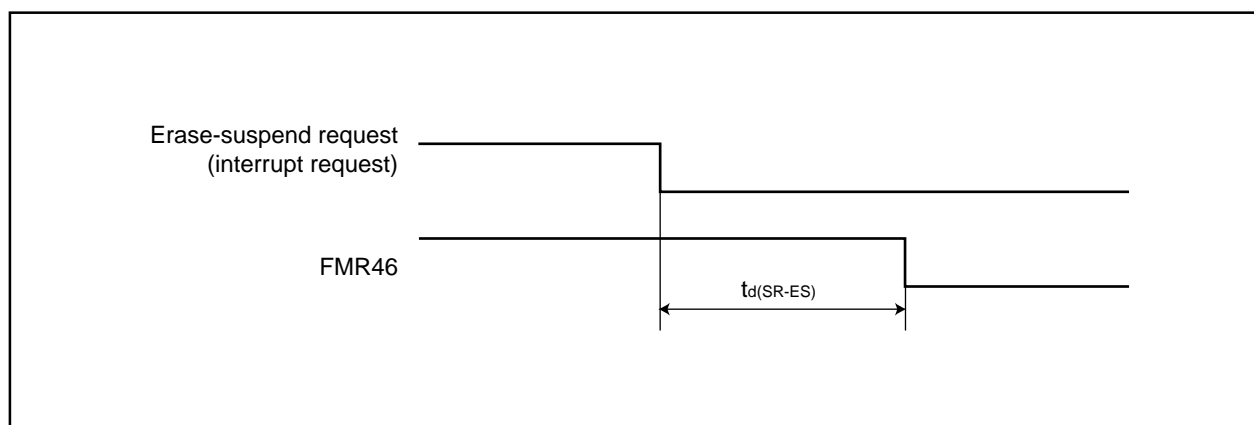 Erase-suspend request
(interrupt request)
FMR46
td(SR-ES)